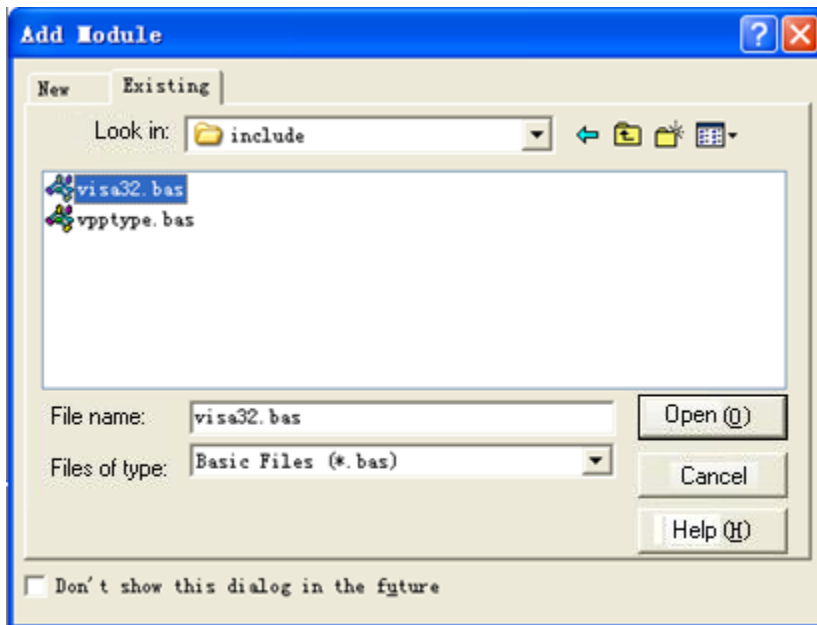 Add Module
New Existing
Look in: include
visa32.bas
vpptype.bas
File name: visa32.bas Open (O)
Files of type: Basic Files (*.bas)
Cancel
Help (H)
Don't show this dialog in the future